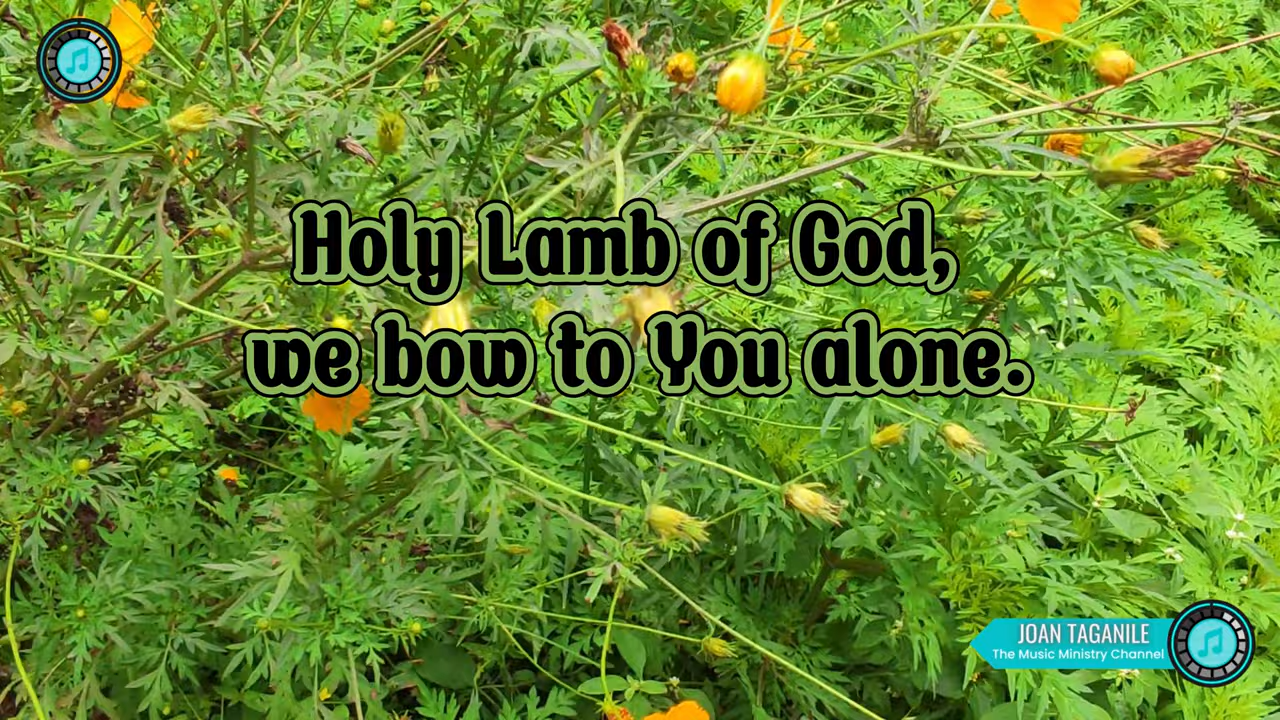 Holy Lamb of God,
we bow to You alone.
JOAN TAGANILE
The Music Ministry Channel